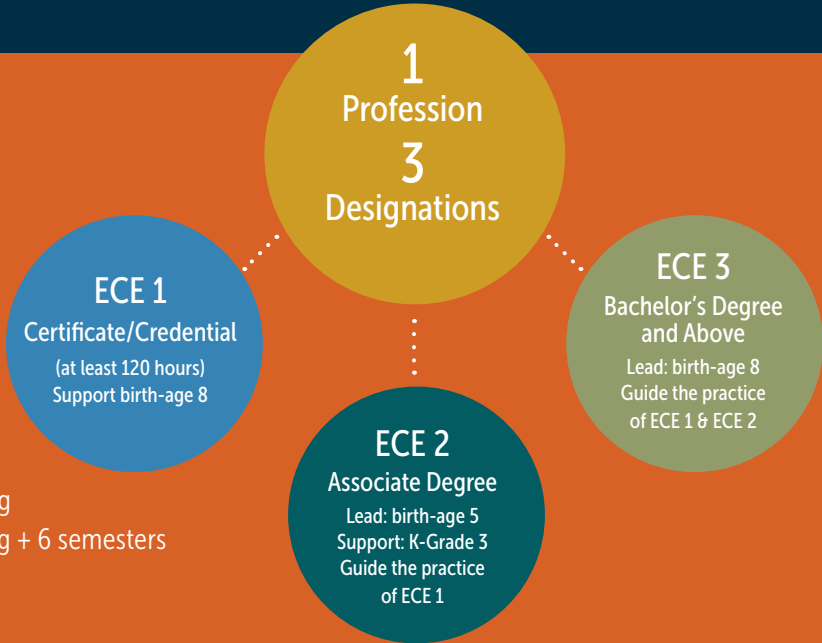 1
Profession
3
Designations
ECE 1
Certificate/Credential
(at least 120 hours)
Support birth-age 8
ECE 3
Bachelor's Degree
and Above
Lead: birth-age 8
Guide the practice
of ECE 1 & ECE 2
ECE 2
Associate Degree
Lead: birth-age 5
Support: K-Grade 3
Guide the practice
of ECE 1
+ 6 semesters